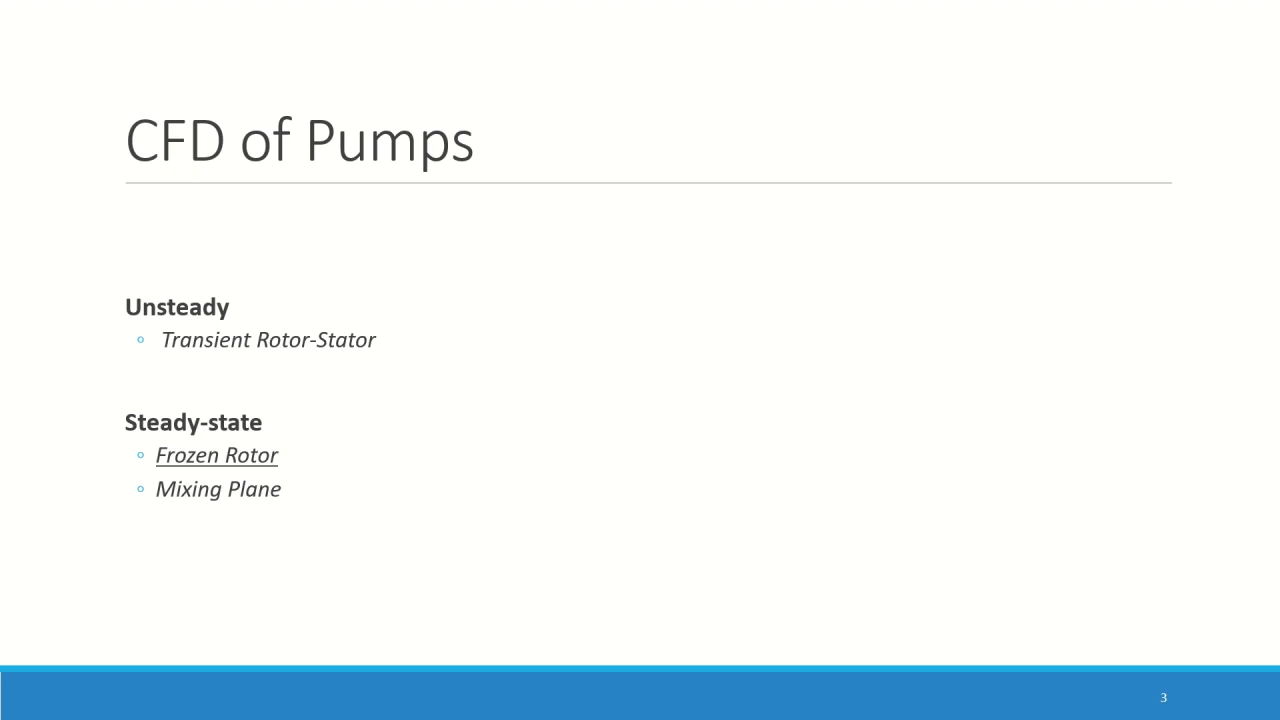 CFD of Pumps
Unsteady
◦ Transient Rotor-Stator
Steady-state
◦ Frozen Rotor
◦ Mixing Plane
3